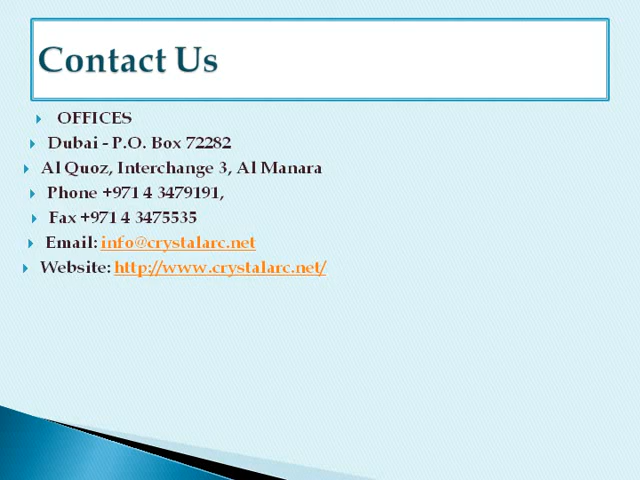 Contact Us
OFFICES
Dubai - P.O. Box 72282
Al Quoz, Interchange 3, Al Manara
Phone +971 4 3479191,
Fax +971 4 3475535
Email: info@crystalarc.net
Website: http://www.crystalarc.net/